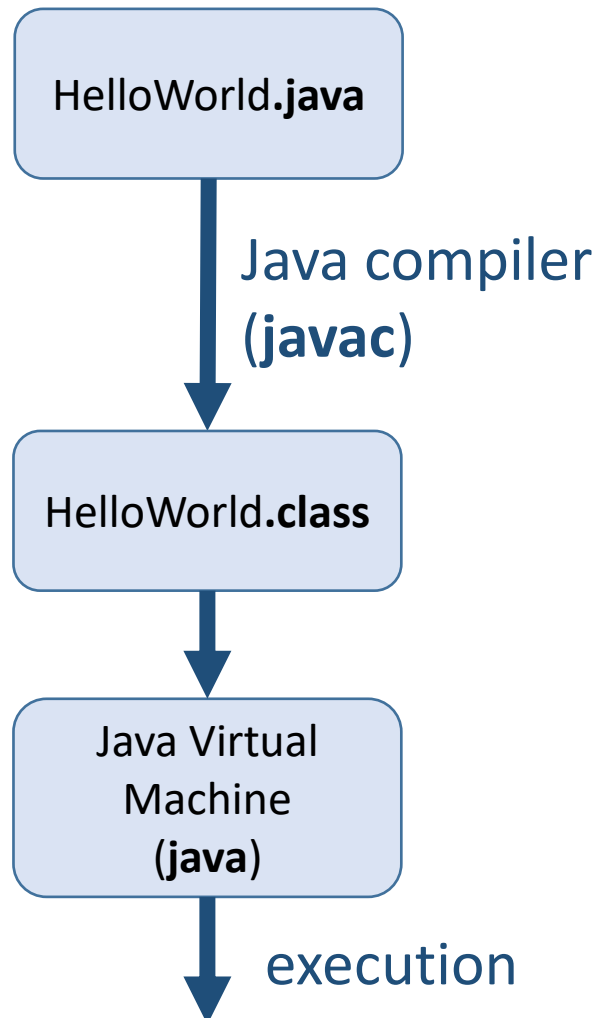 HelloWorld.java
Java compiler
(javac)
HelloWorld.class
Java Virtual
Machine
(java)
execution